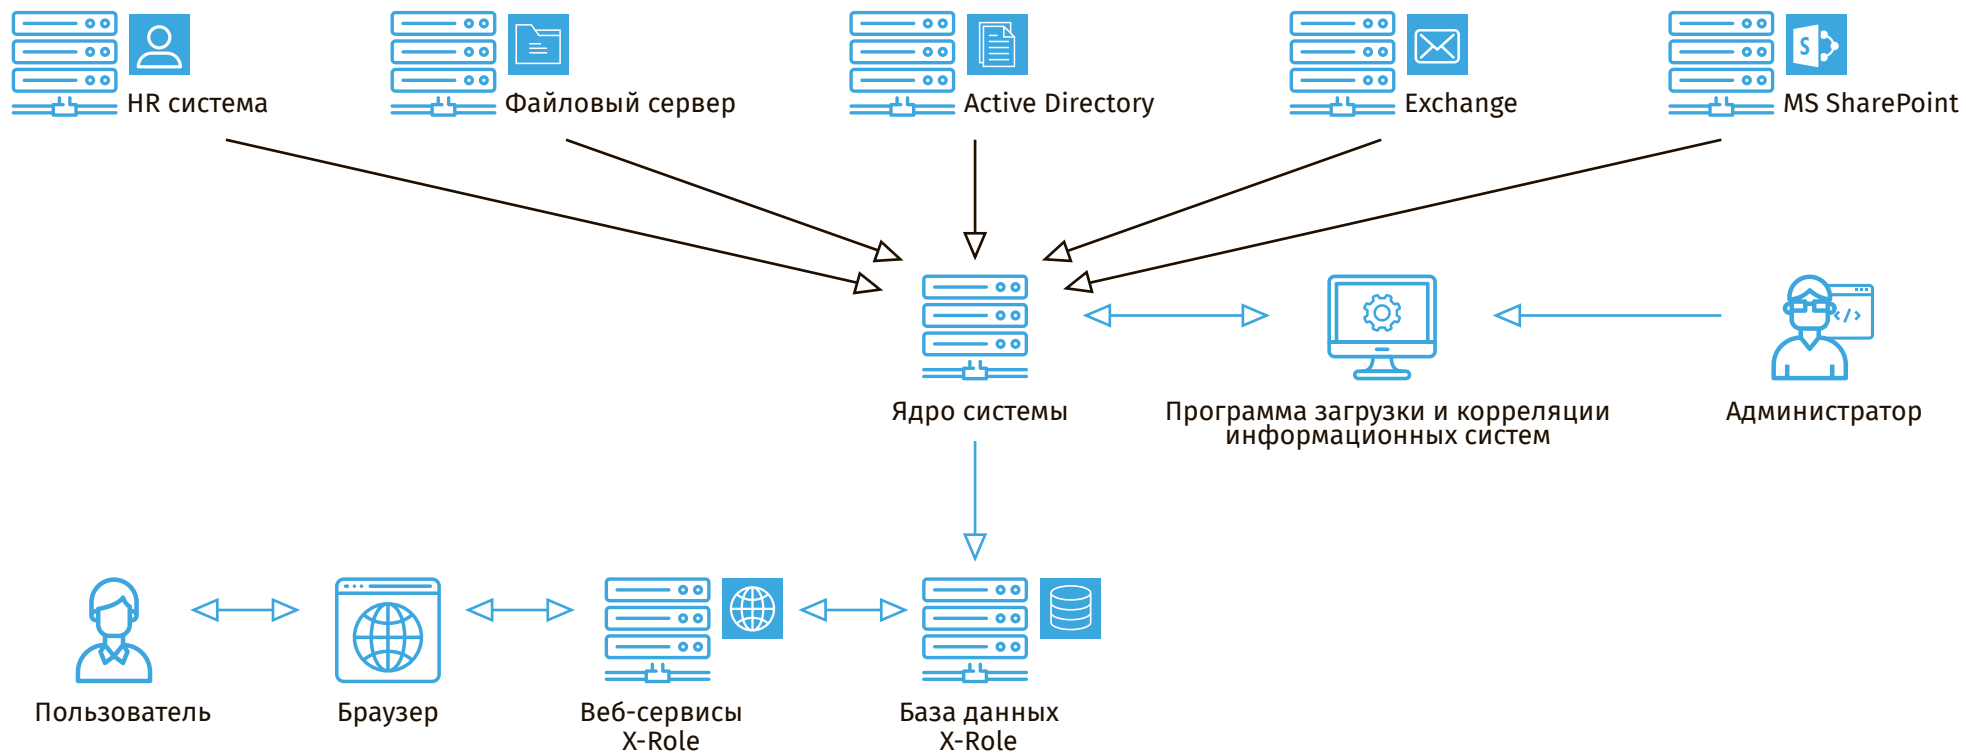 HR система
Файловый сервер
Active Directory
Exchange
S
MS SharePoint
</>
Ядро системы
Программа загрузки и корреляции
информационных систем
Администратор
Пользователь
Браузер
Веб-сервисы
X-Role
База данных
X-Role